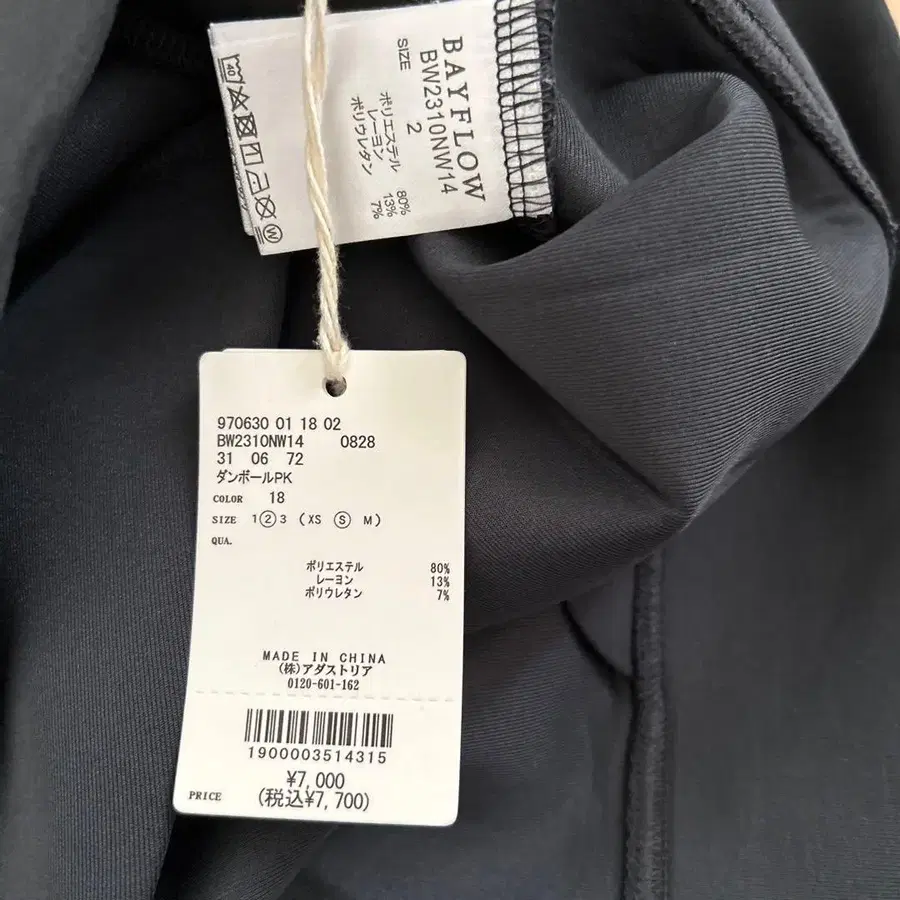 BAYFLOW
BW2310NW14
SIZE 2
ポリエステル 80%
レーヨン 13%
ポリウレタン 7%
40
W
970630 01 18 02
BW2310NW14 0828
31 06 72
ダンボールPK
COLOR 18
SIZE 1 2 3 (XS S M)
QUA.
ポリエステル 80%
レーヨン 13%
ポリウレタン 7%
MADE IN CHINA
(株)アダストリア
0120-601-162
1900003514315
¥7,000
PRICE (税込¥7,700)